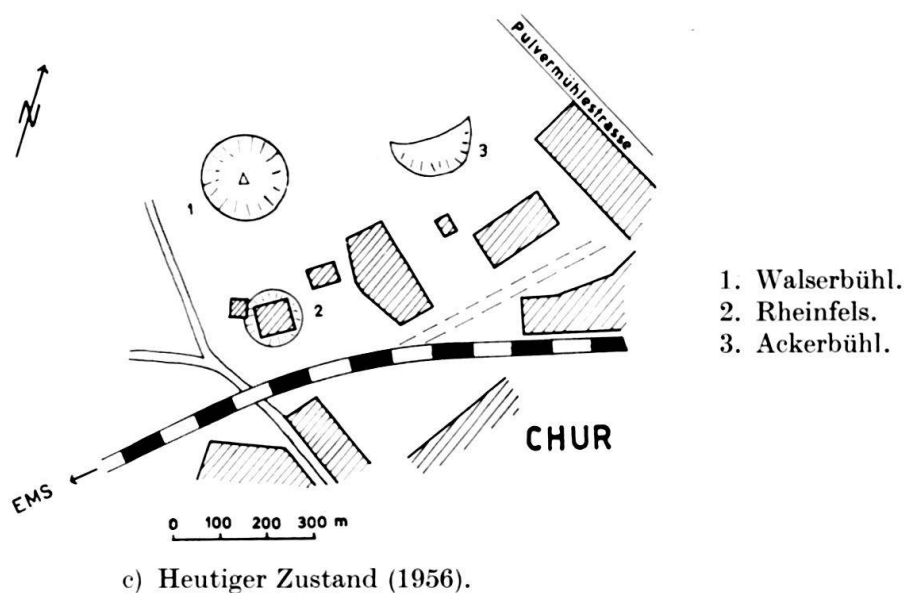 Pulvermühlestrasse
N
1
3
2
1. Walserbühl.
2. Rheinfels.
3. Ackerbühl.
CHUR
EMS
0 100 200 300 m
c) Heutiger Zustand (1956).